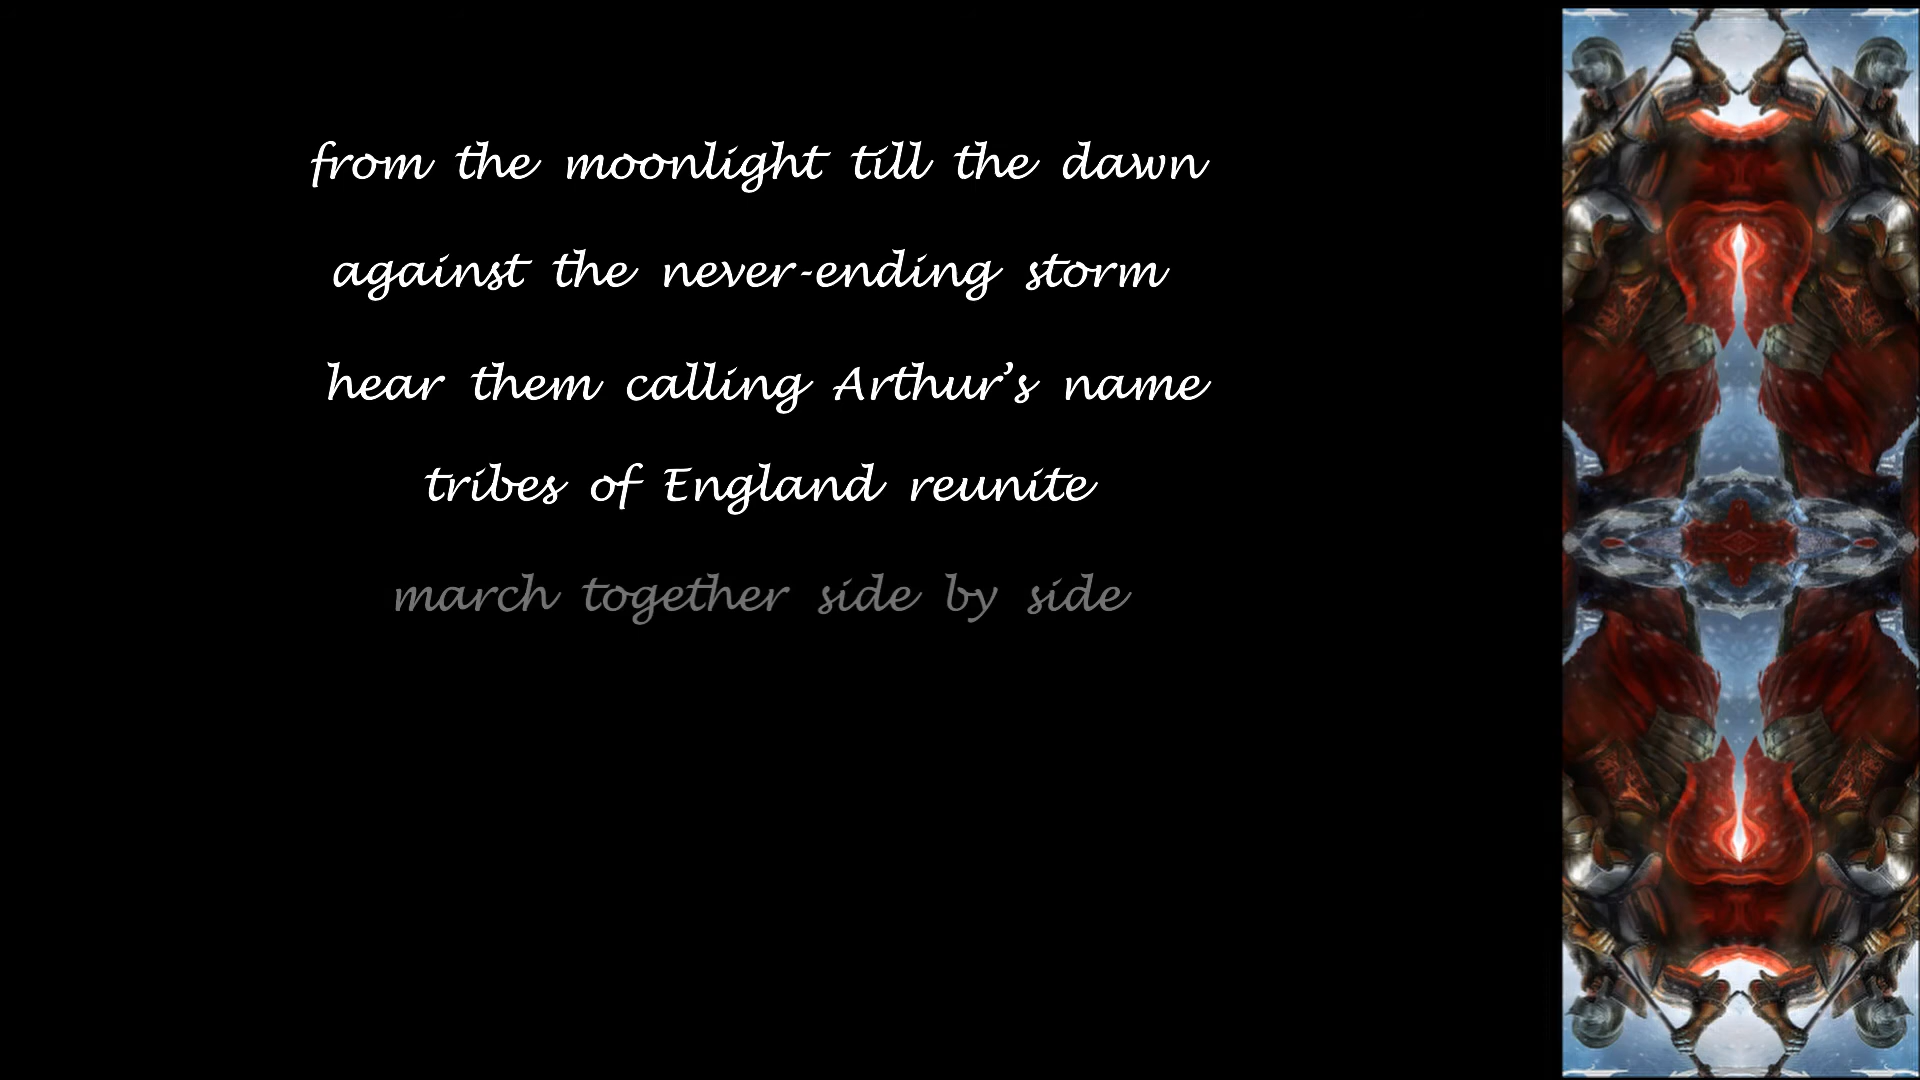 from the moonlight till the dawn
against the never-ending storm
hear them calling Arthur’s name
tribes of England reunite
march together side by side